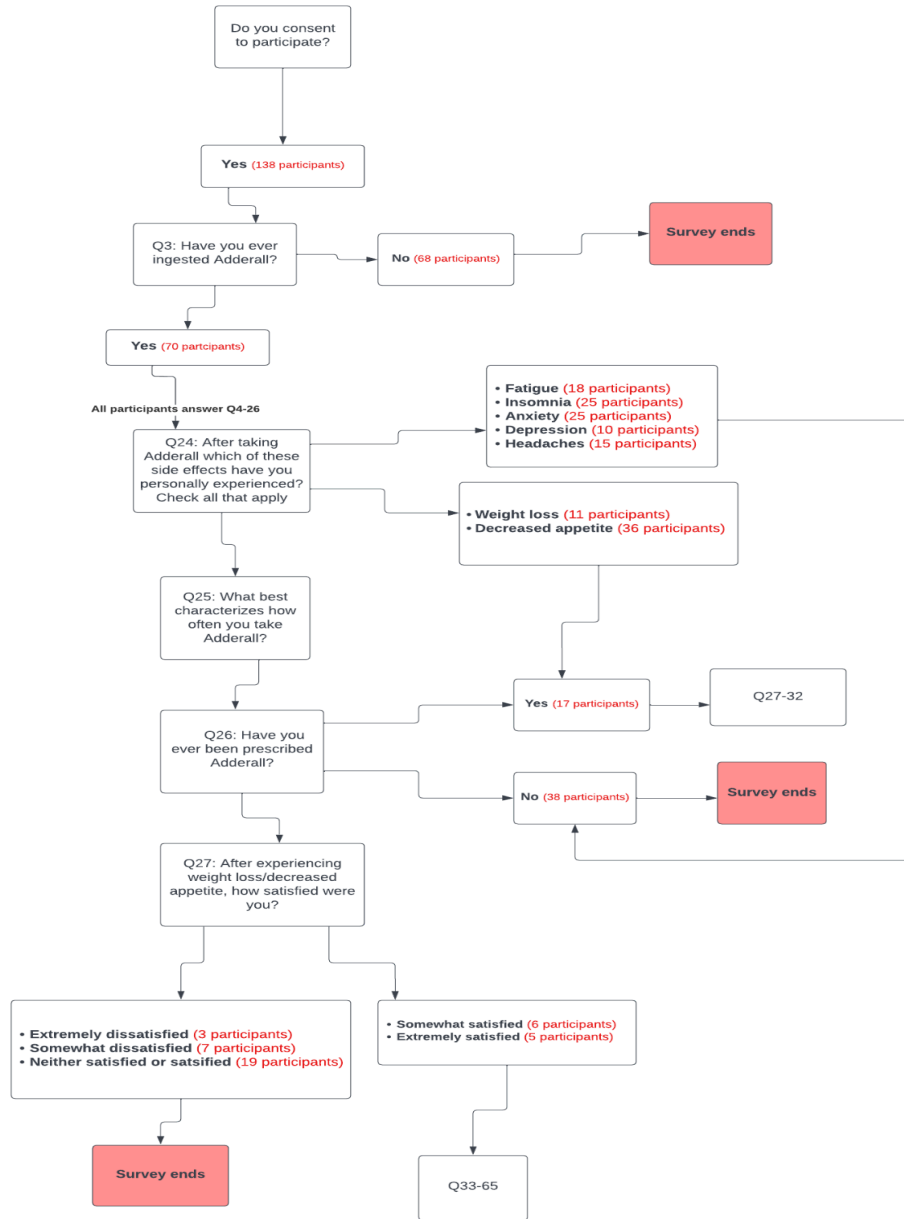 Do you consent
to participate?
Yes (138 participants)
Q3: Have you ever
ingested Adderall?
No (68 participants)
Survey ends
Yes (70 partcipants)
All participants answer Q4-26
Q24: After taking
Adderall which of these
side effects have you
personally experienced?
Check all that apply
• Fatigue (18 participants)
• Insomnia (25 participants)
• Anxiety (25 participants)
• Depression (10 participants)
• Headaches (15 participants)
• Weight loss (11 participants)
• Decreased appetite (36 participants)
Q25: What best
characterizes how
often you take
Adderall?
Q26: Have you
ever been prescribed
Adderall?
Yes (17 participants)
Q27-32
No (38 participants)
Survey ends
Q27: After experiencing
weight loss/decreased
appetite, how satisfied were
you?
• Extremely dissatisfied (3 participants)
• Somewhat dissatisfied (7 participants)
• Neither satisfied or satsified (19 participants)
• Somewhat satisfied (6 participants)
• Extremely satisfied (5 participants)
Survey ends
Q33-65